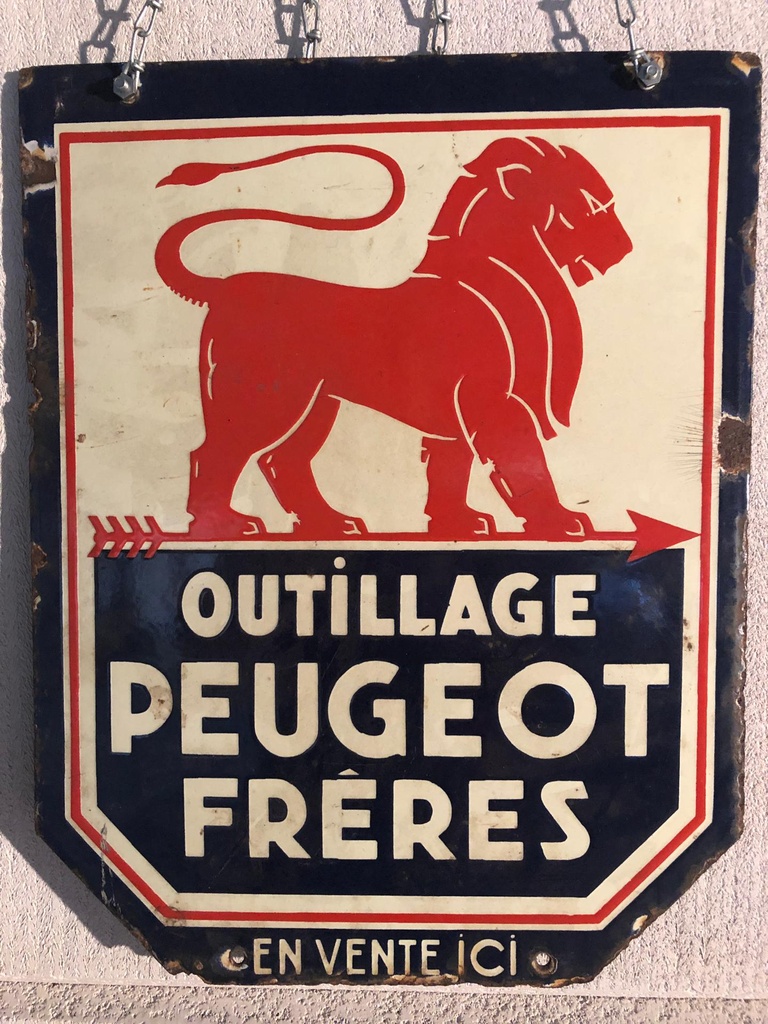 OUTiLLAGE
PEUGEOT
FRÊRES
EN VENTE iCi